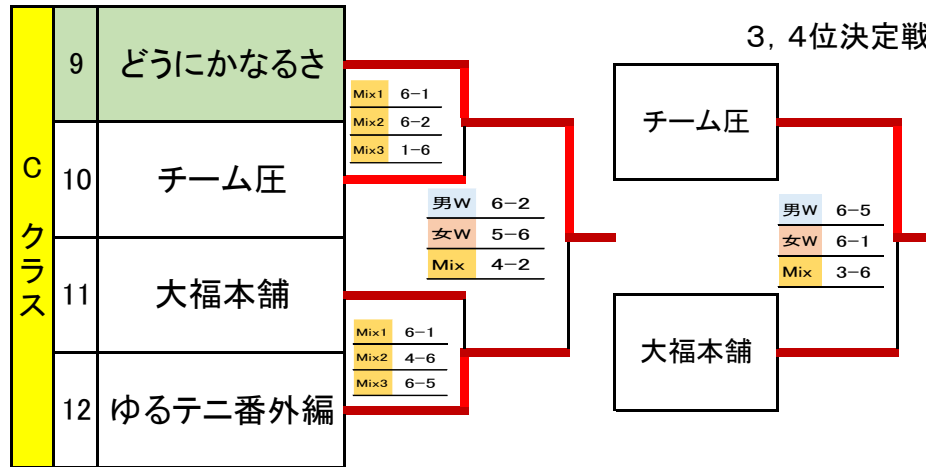 3，4位決定戦
C クラス
9 どうにかなるさ
Mix1 6-1
Mix2 6-2
Mix3 1-6
10 チーム圧
男W 6-2
女W 5-6
Mix 4-2
11 大福本舗
Mix1 6-1
Mix2 4-6
Mix3 6-5
12 ゆるテニ番外編
チーム圧
男W 6-5
女W 6-1
Mix 3-6
大福本舗